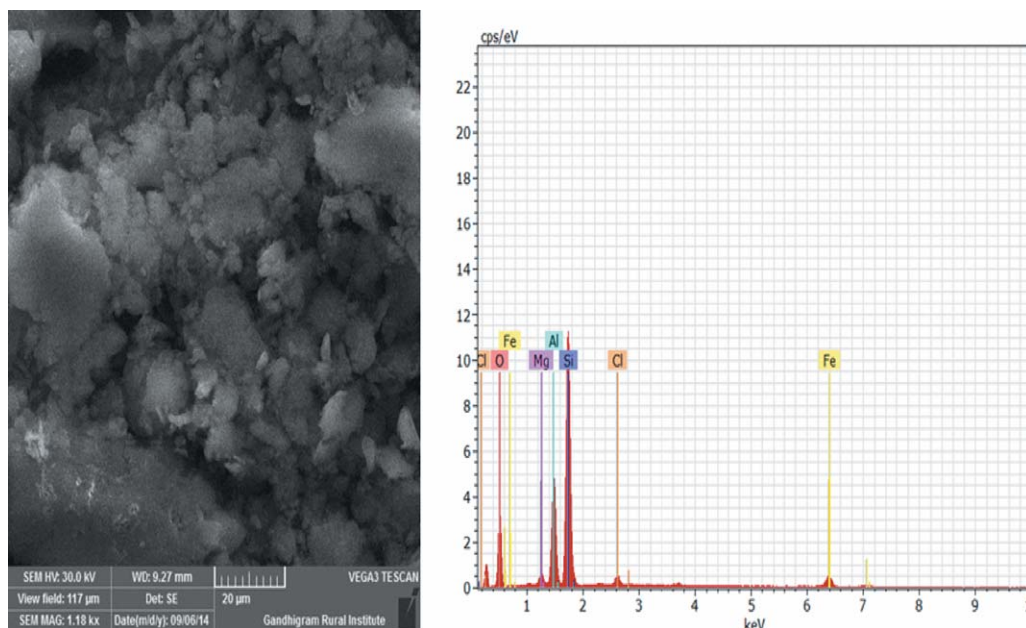 SEM HV: 30.0 kV WD: 9.27 mm VEGA3 TESCAN
View field: 117 µm Det: SE 20 µm
SEM MAG: 1.18 kx Date(m/d/y): 09/06/14 Gandhigram Rural Institute
cps/eV
22
20
18
16
14
12
10
8
6
4
2
0
Fe Al
Cl O Mg Si Cl Fe
1 2 3 4 5 6 7 8 9
keV